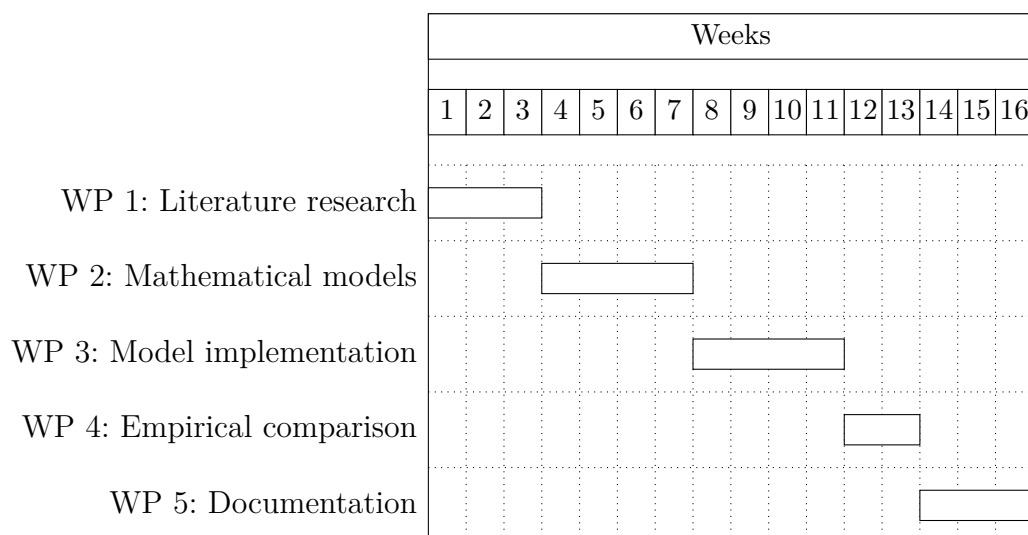 Weeks
1 2 3 4 5 6 7 8 9 10 11 12 13 14 15 16
WP 1: Literature research
WP 2: Mathematical models
WP 3: Model implementation
WP 4: Empirical comparison
WP 5: Documentation